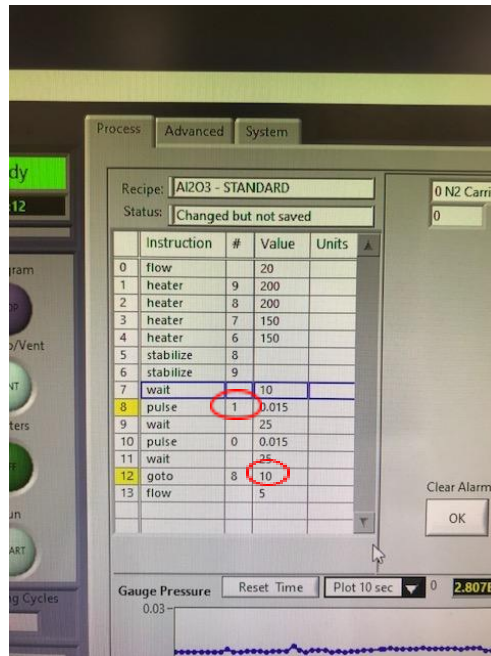 Process Advanced System
dy
Recipe: Al2O3 - STANDARD 0 N2 Carri
:12 Status: Changed but not saved 0
Instruction # Value Units
0 flow 20
1 heater 9 200
2 heater 8 200
3 heater 7 150
4 heater 6 150
5 stabilize 8
6 stabilize 9
7 wait 10
8 pulse 1 0.015
9 wait 25
10 pulse 0 0.015
11 wait 25
12 goto 8 10
13 flow 5
gram
p/Vent
NT
ters
un
ART
Clear Alarm
OK
g Cycles
Gauge Pressure Reset Time Plot 10 sec 0 2.807E
0.03